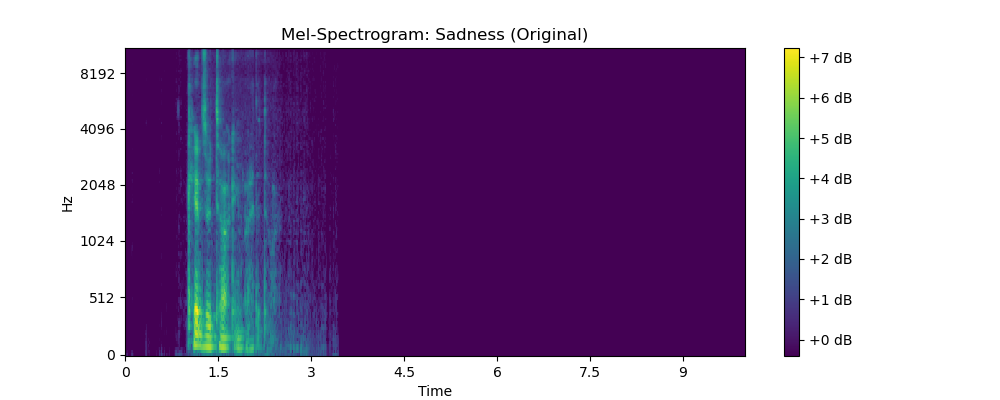 Mel-Spectrogram: Sadness (Original)
8192
4096
2048
1024
512
0
Hz
0 1.5 3 4.5 6 7.5 9
Time
+7 dB
+6 dB
+5 dB
+4 dB
+3 dB
+2 dB
+1 dB
+0 dB